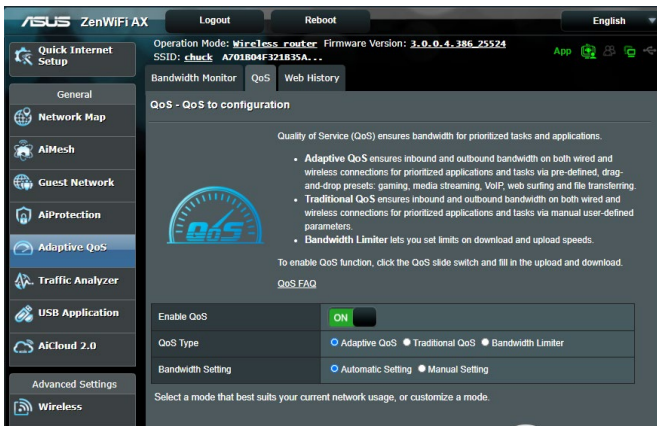 ASUS ZenWiFi AX Logout Reboot English
Quick Internet Setup
General
Network Map
AiMesh
Guest Network
AiProtection
Adaptive QoS
Traffic Analyzer
USB Application
AiCloud 2.0
Advanced Settings
Wireless
Operation Mode: Wireless router Firmware Version: 3.0.0.4.386_25524
SSID: chuck A701B04F321B35A...
App
Bandwidth Monitor QoS Web History
QoS - QoS to configuration
QoS
Quality of Service (QoS) ensures bandwidth for prioritized tasks and applications.
• Adaptive QoS ensures inbound and outbound bandwidth on both wired and
wireless connections for prioritized applications and tasks via pre-defined, drag-
and-drop presets: gaming, media streaming, VoIP, web surfing and file transferring.
• Traditional QoS ensures inbound and outbound bandwidth on both wired and
wireless connections for prioritized applications and tasks via manual user-defined
parameters.
• Bandwidth Limiter lets you set limits on download and upload speeds.
To enable QoS function, click the QoS slide switch and fill in the upload and download.
QoS FAQ
Enable QoS ON
QoS Type Adaptive QoS Traditional QoS Bandwidth Limiter
Bandwidth Setting Automatic Setting Manual Setting
Select a mode that best suits your current network usage, or customize a mode.